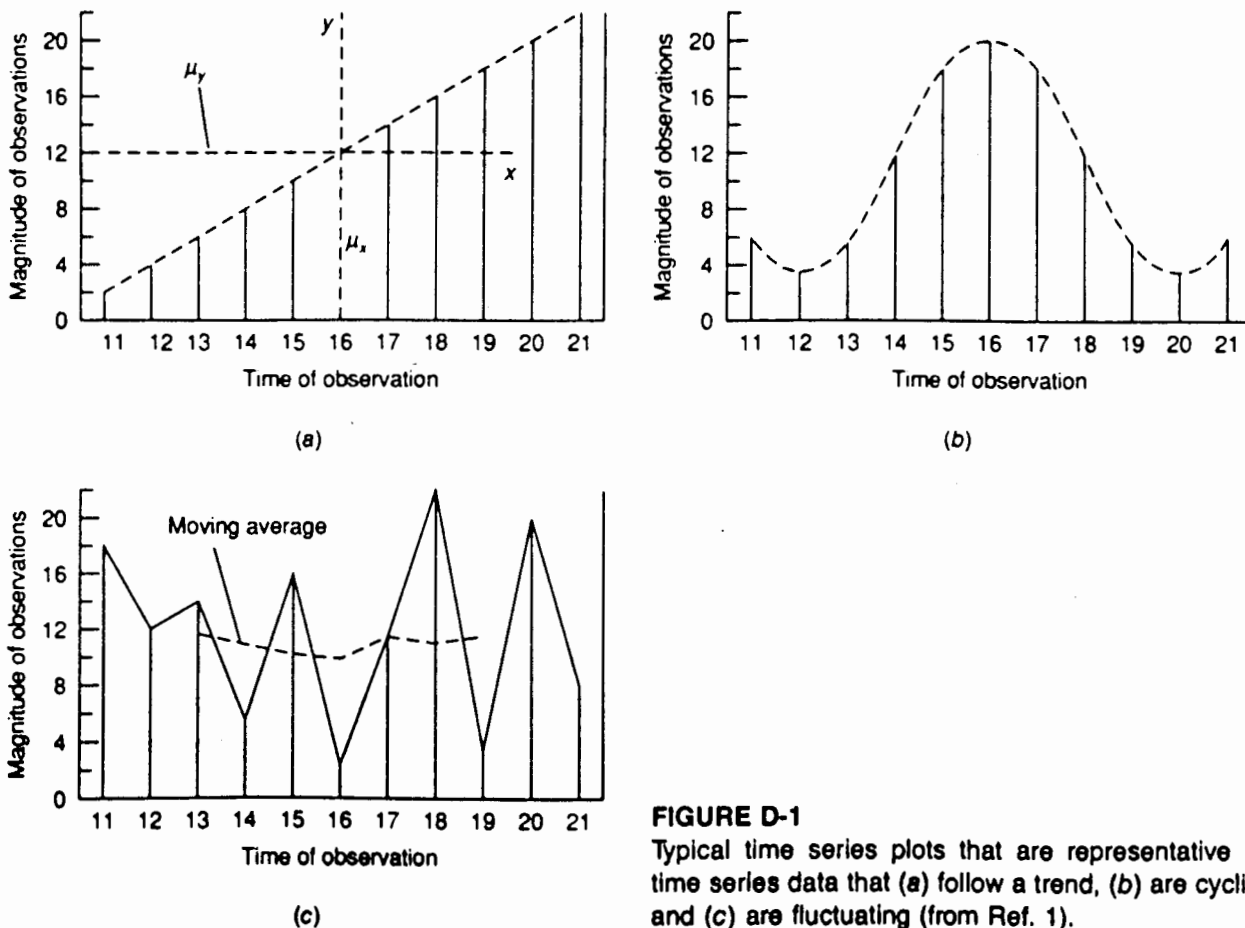 Magnitude of observations
20
16
12
8
4
0
y
μy
x
μx
11 12 13 14 15 16 17 18 19 20 21
Time of observation
(a)
Magnitude of observations
20
16
12
8
4
0
11 12 13 14 15 16 17 18 19 20 21
Time of observation
(b)
Magnitude of observations
20
16
12
8
4
0
Moving average
11 12 13 14 15 16 17 18 19 20 21
Time of observation
(c)
FIGURE D-1
Typical time series plots that are representative
time series data that (a) follow a trend, (b) are cycli
and (c) are fluctuating (from Ref. 1).